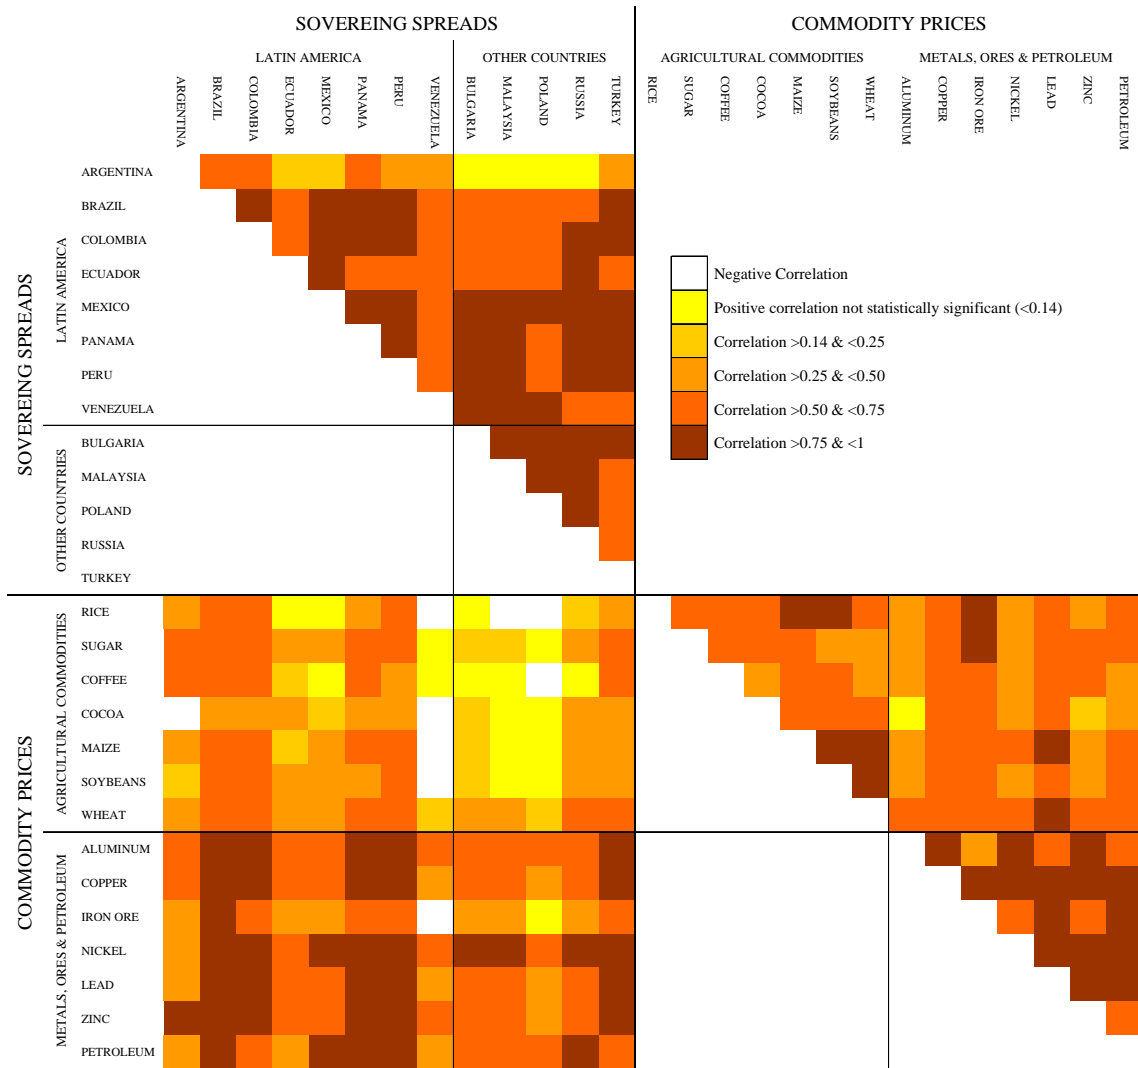 SOVEREING SPREADS
COMMODITY PRICES
LATIN AMERICA
OTHER COUNTRIES
AGRICULTURAL COMMODITIES
METALS, ORES & PETROLEUM
ARGENTINA
BRAZIL
COLOMBIA
ECUADOR
MEXICO
PANAMA
PERU
VENEZUELA
BULGARIA
MALAYSIA
POLAND
RUSSIA
TURKEY
RICE
SUGAR
COFFEE
COCOA
MAIZE
SOYBEANS
WHEAT
ALUMINUM
COPPER
IRON ORE
NICKEL
LEAD
ZINC
PETROLEUM
SOVEREING SPREADS
LATIN AMERICA
ARGENTINA
BRAZIL
COLOMBIA
ECUADOR
MEXICO
PANAMA
PERU
VENEZUELA
OTHER COUNTRIES
BULGARIA
MALAYSIA
POLAND
RUSSIA
TURKEY
Negative Correlation
Positive correlation not statistically significant (<0.14)
Correlation >0.14 & <0.25
Correlation >0.25 & <0.50
Correlation >0.50 & <0.75
Correlation >0.75 & <1
COMMODITY PRICES
AGRICULTURAL COMMODITIES
RICE
SUGAR
COFFEE
COCOA
MAIZE
SOYBEANS
WHEAT
METALS, ORES & PETROLEUM
ALUMINUM
COPPER
IRON ORE
NICKEL
LEAD
ZINC
PETROLEUM